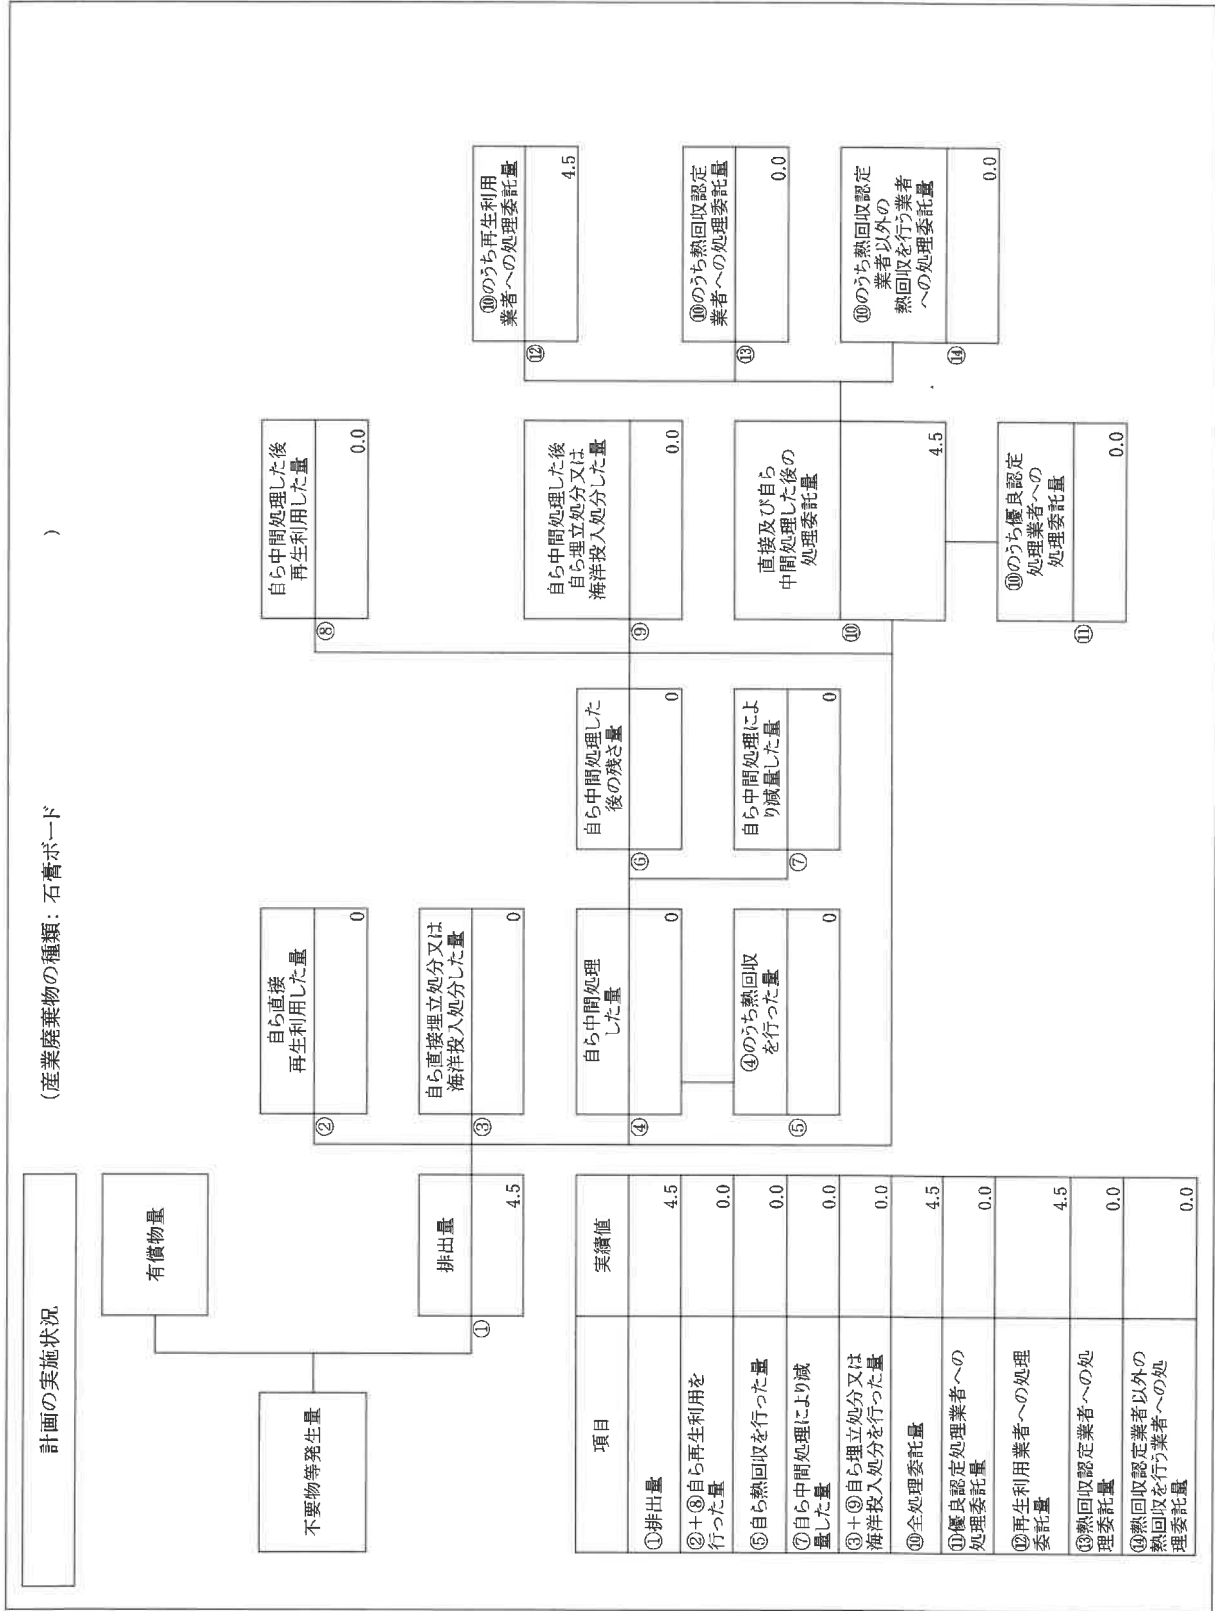 計画の実施状況
(産業廃棄物の種類: 石膏ボード
)
不要物等発生量
有償物量
①
排出量
4.5
②
自ら直接
再生利用した量
0
③
自ら直接埋立処分又は
海洋投入処分した量
0
④
自ら中間処理
した量
0
⑤
④のうち熱回収
を行った量
0
⑥
自ら中間処理した
後の残さ量
0
⑦
自ら中間処理によ
り減量した量
0
⑧
自ら中間処理した後
再生利用した量
0.0
⑨
自ら中間処理した後
自ら埋立処分又は
海洋投入処分した量
0.0
⑩
直接及び自ら
中間処理した後の
処理委託量
4.5
⑪
⑩のうち優良認定
処理業者への
処理委託量
0.0
⑫
⑩のうち再生利用
業者への処理委託量
4.5
⑬
⑩のうち熱回収認定
業者への処理委託量
0.0
⑭
⑩のうち熱回収認定
業者以外の
熱回収を行う業者
への処理委託量
0.0
項目 実績値
①排出量 4.5
②+⑧自ら再生利用を
行った量 0.0
⑤自ら熱回収を行った量 0.0
⑦自ら中間処理により減
量した量 0.0
③+⑨自ら埋立処分又は
海洋投入処分を行った量 0.0
⑩全処理委託量 4.5
⑪優良認定処理業者への
処理委託量 0.0
⑫再生利用業者への処理
委託量 4.5
⑬熱回収認定業者への処
理委託量 0.0
⑭熱回収認定業者以外の
熱回収を行う業者への処
理委託量 0.0